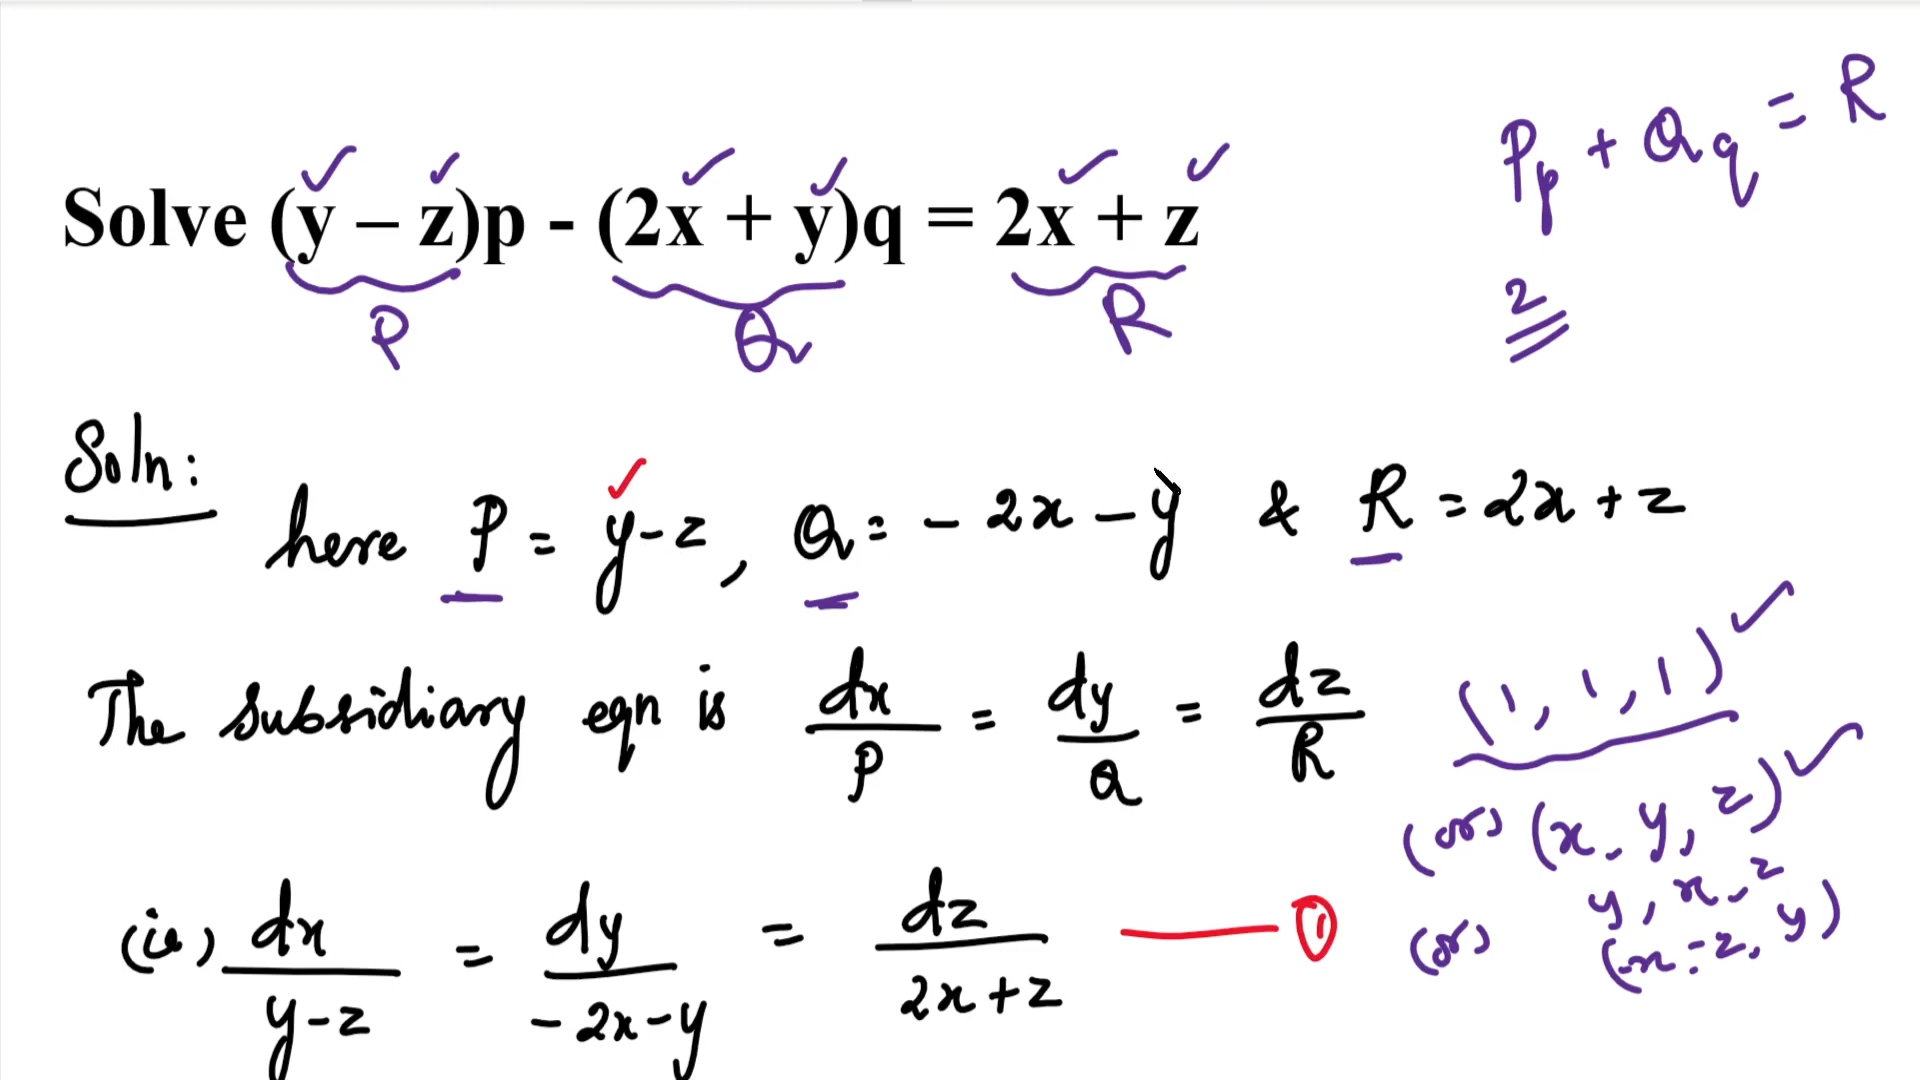 Pp + Qq = R
Solve (y – z)p - (2x + y)q = 2x + z
P Q R
2
Soln:
here P = y-z, Q = - 2x - y & R = 2x + z
(1, 1, 1)
The subsidiary eqn is dx/P = dy/Q = dz/R
(or) (x, y, z)
y, x, z
(ie) dx/y-z = dy/-2x-y = dz/2x+z —— 1
(or) (-x = z, y)